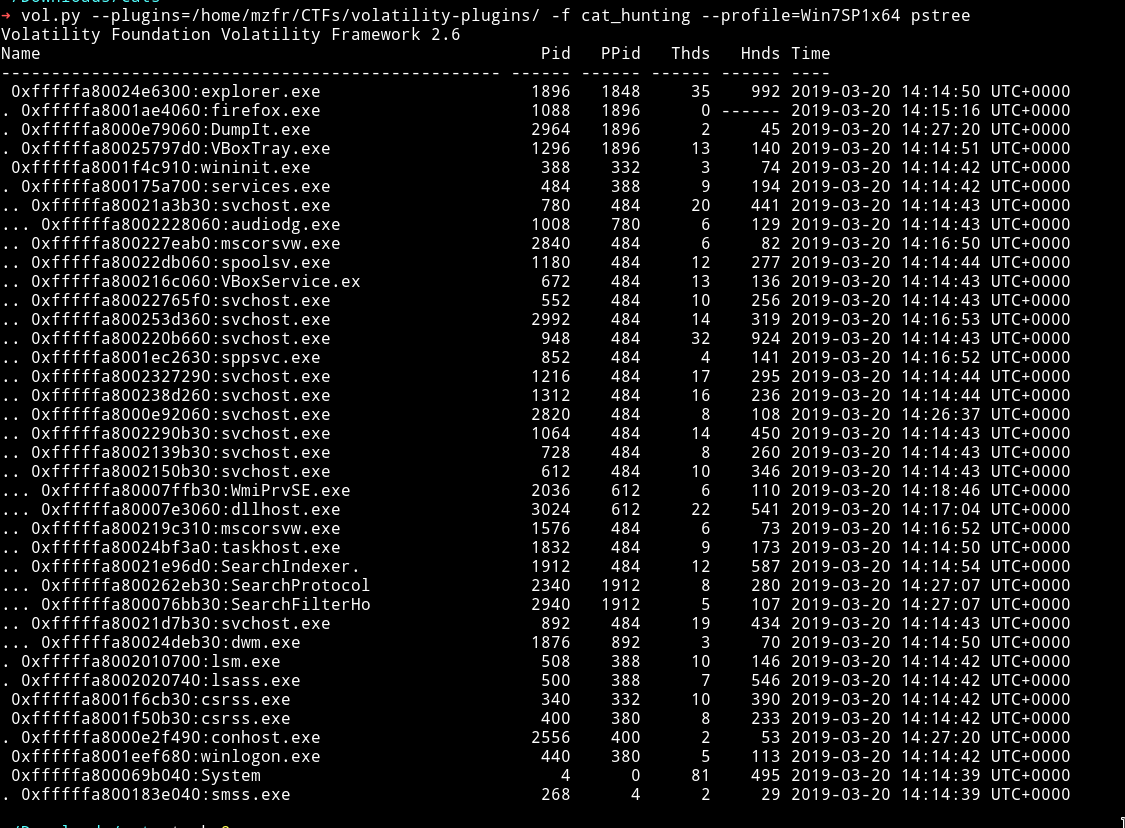 ➜ vol.py --plugins=/home/mzfr/CTFs/volatility-plugins/ -f cat_hunting --profile=Win7SP1x64 pstree
Volatility Foundation Volatility Framework 2.6
Name                                                  Pid   PPid   Thds   Hnds Time
-------------------------------------------------- ------ ------ ------ ------ ----
 0xfffffa80024e6300:explorer.exe                     1896   1848     35    992 2019-03-20 14:14:50 UTC+0000
. 0xfffffa8001ae4060:firefox.exe                     1088   1896      0 ------ 2019-03-20 14:15:16 UTC+0000
. 0xfffffa8000e79060:DumpIt.exe                      2964   1896      2     45 2019-03-20 14:27:20 UTC+0000
. 0xfffffa80025797d0:VBoxTray.exe                    1296   1896     13    140 2019-03-20 14:14:51 UTC+0000
 0xfffffa8001f4c910:wininit.exe                       388    332      3     74 2019-03-20 14:14:42 UTC+0000
. 0xfffffa800175a700:services.exe                     484    388      9    194 2019-03-20 14:14:42 UTC+0000
.. 0xfffffa80021a3b30:svchost.exe                     780    484     20    441 2019-03-20 14:14:43 UTC+0000
... 0xfffffa8002228060:audiodg.exe                   1008    780      6    129 2019-03-20 14:14:43 UTC+0000
.. 0xfffffa800227eab0:mscorsvw.exe                   2840    484      6     82 2019-03-20 14:16:50 UTC+0000
.. 0xfffffa80022db060:spoolsv.exe                    1180    484     12    277 2019-03-20 14:14:44 UTC+0000
.. 0xfffffa800216c060:VBoxService.ex                  672    484     13    136 2019-03-20 14:14:43 UTC+0000
.. 0xfffffa80022765f0:svchost.exe                     552    484     10    256 2019-03-20 14:14:43 UTC+0000
.. 0xfffffa800253d360:svchost.exe                    2992    484     14    319 2019-03-20 14:16:53 UTC+0000
.. 0xfffffa800220b660:svchost.exe                     948    484     32    924 2019-03-20 14:14:43 UTC+0000
.. 0xfffffa8001ec2630:sppsvc.exe                      852    484      4    141 2019-03-20 14:16:52 UTC+0000
.. 0xfffffa8002327290:svchost.exe                    1216    484     17    295 2019-03-20 14:14:44 UTC+0000
.. 0xfffffa800238d260:svchost.exe                    1312    484     16    236 2019-03-20 14:14:44 UTC+0000
.. 0xfffffa8000e92060:svchost.exe                    2820    484      8    108 2019-03-20 14:26:37 UTC+0000
.. 0xfffffa8002290b30:svchost.exe                    1064    484     14    450 2019-03-20 14:14:43 UTC+0000
.. 0xfffffa8002139b30:svchost.exe                     728    484      8    260 2019-03-20 14:14:43 UTC+0000
.. 0xfffffa8002150b30:svchost.exe                     612    484     10    346 2019-03-20 14:14:43 UTC+0000
... 0xfffffa80007ffb30:WmiPrvSE.exe                  2036    612      6    110 2019-03-20 14:18:46 UTC+0000
... 0xfffffa80007e3060:dllhost.exe                   3024    612     22    541 2019-03-20 14:17:04 UTC+0000
.. 0xfffffa800219c310:mscorsvw.exe                   1576    484      6     73 2019-03-20 14:16:52 UTC+0000
.. 0xfffffa80024bf3a0:taskhost.exe                   1832    484      9    173 2019-03-20 14:14:50 UTC+0000
.. 0xfffffa80021e96d0:SearchIndexer.                 1912    484     12    587 2019-03-20 14:14:54 UTC+0000
... 0xfffffa800262eb30:SearchProtocol                2340   1912      8    280 2019-03-20 14:27:07 UTC+0000
... 0xfffffa800076bb30:SearchFilterHo                2940   1912      5    107 2019-03-20 14:27:07 UTC+0000
.. 0xfffffa80021d7b30:svchost.exe                     892    484     19    434 2019-03-20 14:14:43 UTC+0000
... 0xfffffa80024deb30:dwm.exe                       1876    892      3     70 2019-03-20 14:14:50 UTC+0000
. 0xfffffa8002010700:lsm.exe                          508    388     10    146 2019-03-20 14:14:42 UTC+0000
. 0xfffffa8002020740:lsass.exe                        500    388      7    546 2019-03-20 14:14:42 UTC+0000
 0xfffffa8001f6cb30:csrss.exe                         340    332     10    390 2019-03-20 14:14:42 UTC+0000
 0xfffffa8001f50b30:csrss.exe                         400    380      8    233 2019-03-20 14:14:42 UTC+0000
. 0xfffffa8000e2f490:conhost.exe                     2556    400      2     53 2019-03-20 14:27:20 UTC+0000
 0xfffffa8001eef680:winlogon.exe                      440    380      5    113 2019-03-20 14:14:42 UTC+0000
 0xfffffa800069b040:System                              4      0     81    495 2019-03-20 14:14:39 UTC+0000
. 0xfffffa800183e040:smss.exe                         268      4      2     29 2019-03-20 14:14:39 UTC+0000